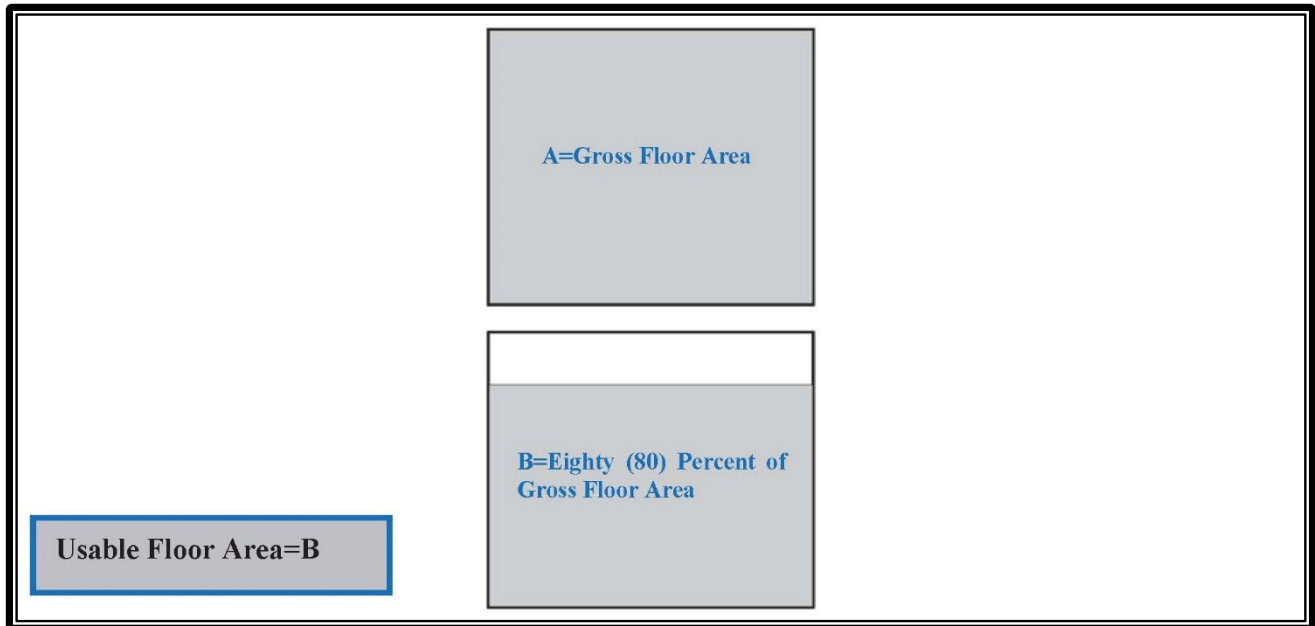 A=Gross Floor Area
B=Eighty (80) Percent of
Gross Floor Area
Usable Floor Area=B